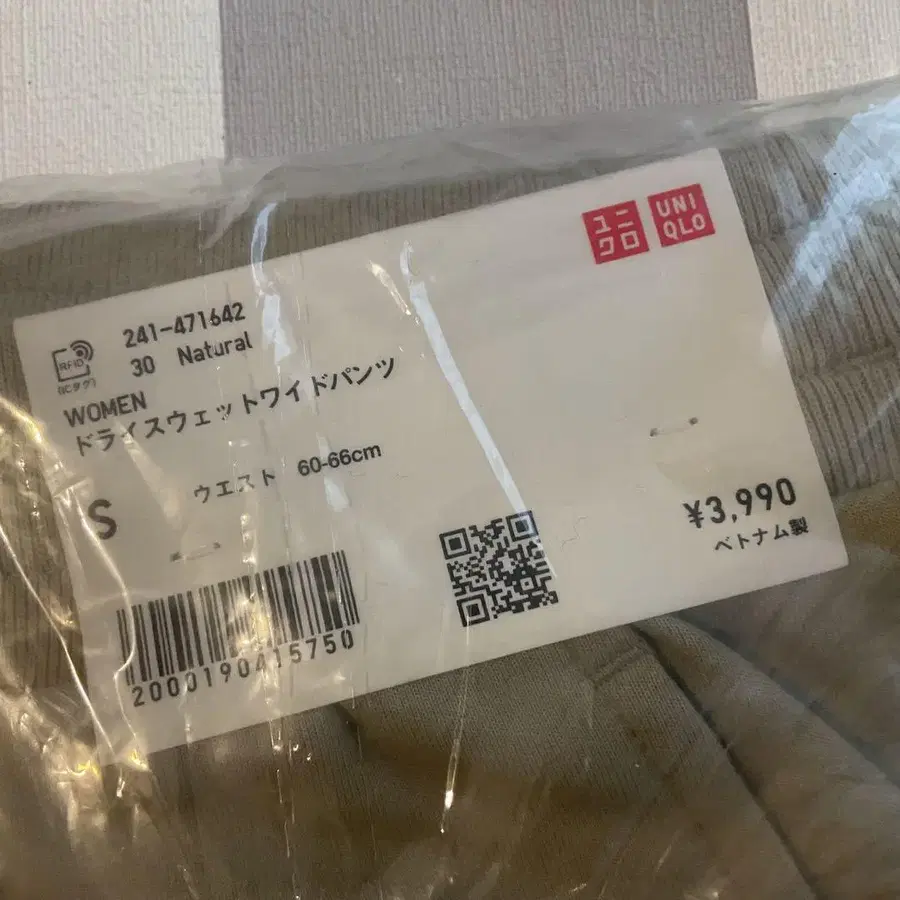 ユニクロ
UNIQLO
RFID
(ICタグ)
241-471642
30 Natural
WOMEN
ドライスウェットワイドパンツ
S
ウエスト 60-66cm
¥3,990
ベトナム製
2000190415750